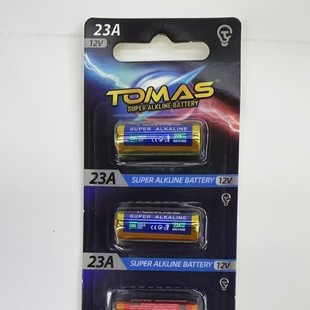 23A
12V
TOMAS
SUPER ALKLINE BATTERY
SUPER ALKALINE
23A SUPER ALKLINE BATTERY 12V
SUPER ALKALINE
23A SUPER ALKLINE BATTERY 12V